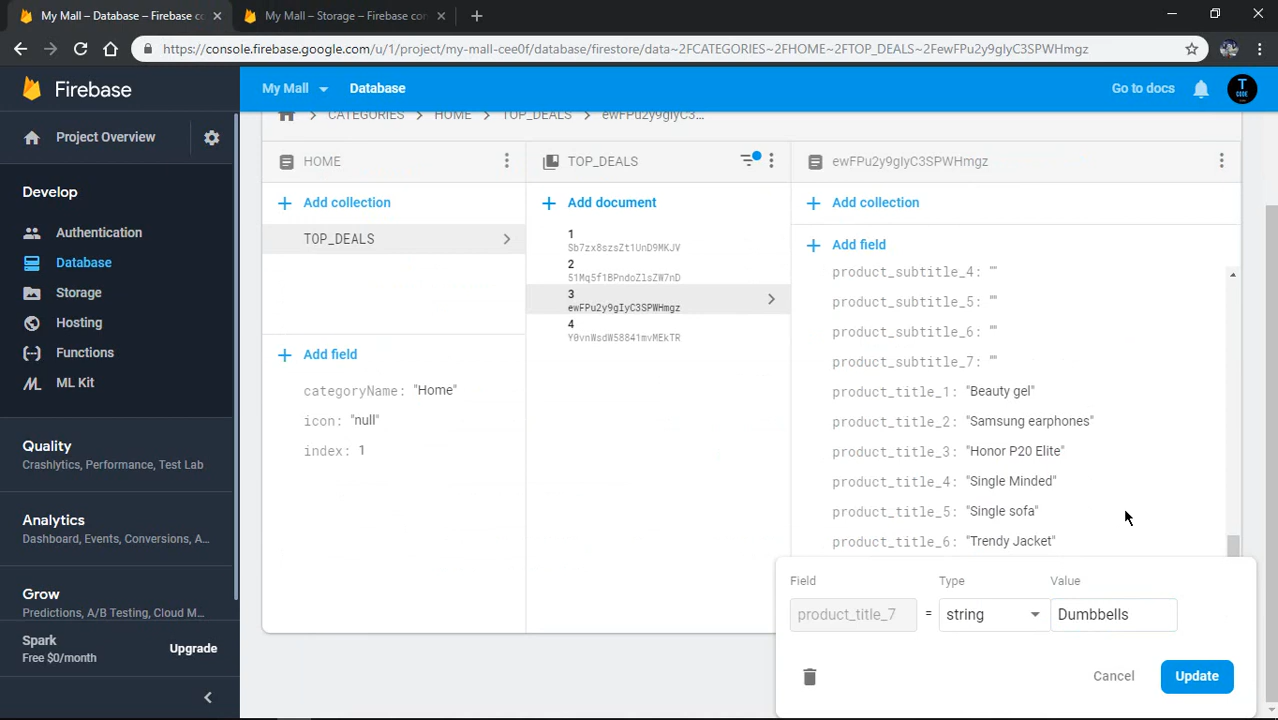 My Mall – Database – Firebase co
My Mall – Storage – Firebase con
https://console.firebase.google.com/u/1/project/my-mall-cee0f/database/firestore/data~2FCATEGORIES~2FHOME~2FTOP_DEALS~2FewFPu2y9gIyC3SPWHmgz
Firebase
My Mall
Database
Go to docs
T
CODE
Project Overview
Develop
Authentication
Database
Storage
Hosting
Functions
ML Kit
Quality
Crashlytics, Performance, Test Lab
Analytics
Dashboard, Events, Conversions, A...
Grow
Predictions, A/B Testing, Cloud M...
Spark
Free $0/month
Upgrade
CATEGORIES
HOME
TOP_DEALS
ewFPu2y9gIyC3...
HOME
Add collection
TOP_DEALS
Add field
categoryName: "Home"
icon: "null"
index: 1
TOP_DEALS
Add document
1
Sb7zx8szsZt1UnD9MKJV
2
51Mq5f1BPndoZlsZW7nD
3
ewFPu2y9gIyC3SPWHmgz
4
Y0vnWsdW58841mvMEkTR
ewFPu2y9gIyC3SPWHmgz
Add collection
Add field
product_subtitle_4: ""
product_subtitle_5: ""
product_subtitle_6: ""
product_subtitle_7: ""
product_title_1: "Beauty gel"
product_title_2: "Samsung earphones"
product_title_3: "Honor P20 Elite"
product_title_4: "Single Minded"
product_title_5: "Single sofa"
product_title_6: "Trendy Jacket"
Field
Type
Value
product_title_7 = string Dumbbells
Cancel
Update